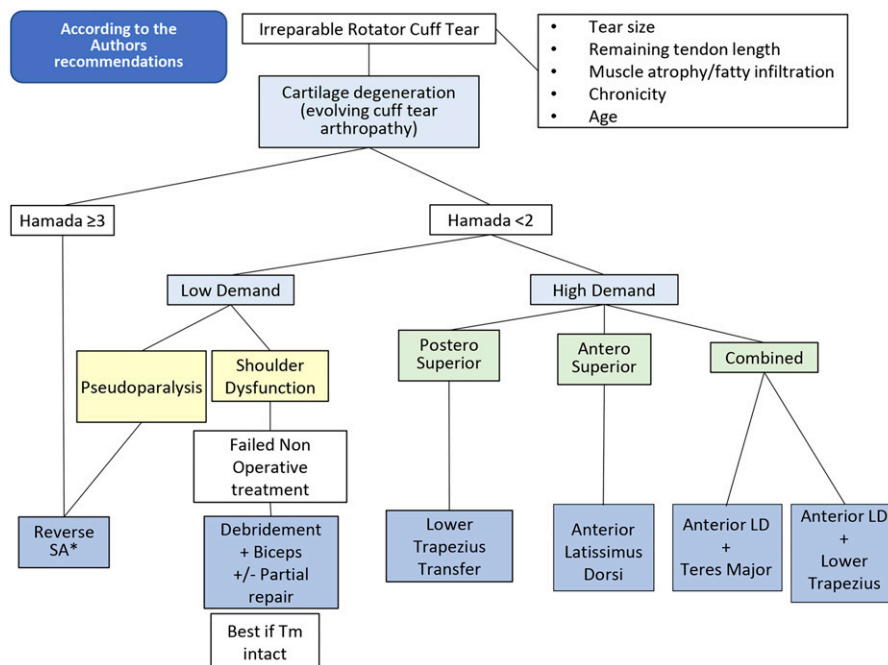 According to the
Authors
recommendations
Irreparable Rotator Cuff Tear
• Tear size
• Remaining tendon length
• Muscle atrophy/fatty infiltration
• Chronicity
• Age
Cartilage degeneration
(evolving cuff tear
arthropathy)
Hamada ≥3
Hamada <2
Low Demand
High Demand
Pseudoparalysis
Shoulder
Dysfunction
Postero
Superior
Antero
Superior
Combined
Failed Non
Operative
treatment
Reverse
SA*
Debridement
+ Biceps
+/- Partial
repair
Lower
Trapezius
Transfer
Anterior
Latissimus
Dorsi
Anterior LD
+
Teres Major
Anterior LD
+
Lower
Trapezius
Best if Tm
intact